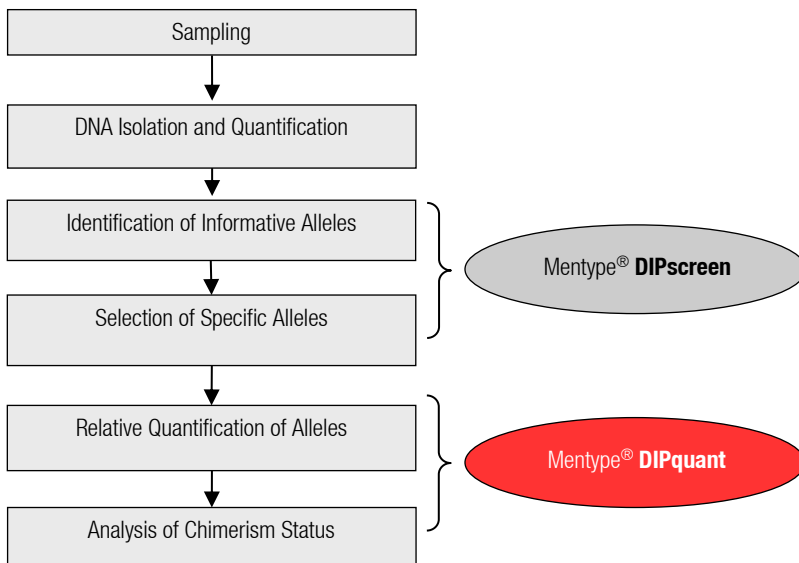 Sampling
DNA Isolation and Quantification
Identification of Informative Alleles
Mentype® DIPscreen
Selection of Specific Alleles
Relative Quantification of Alleles
Mentype® DIPquant
Analysis of Chimerism Status